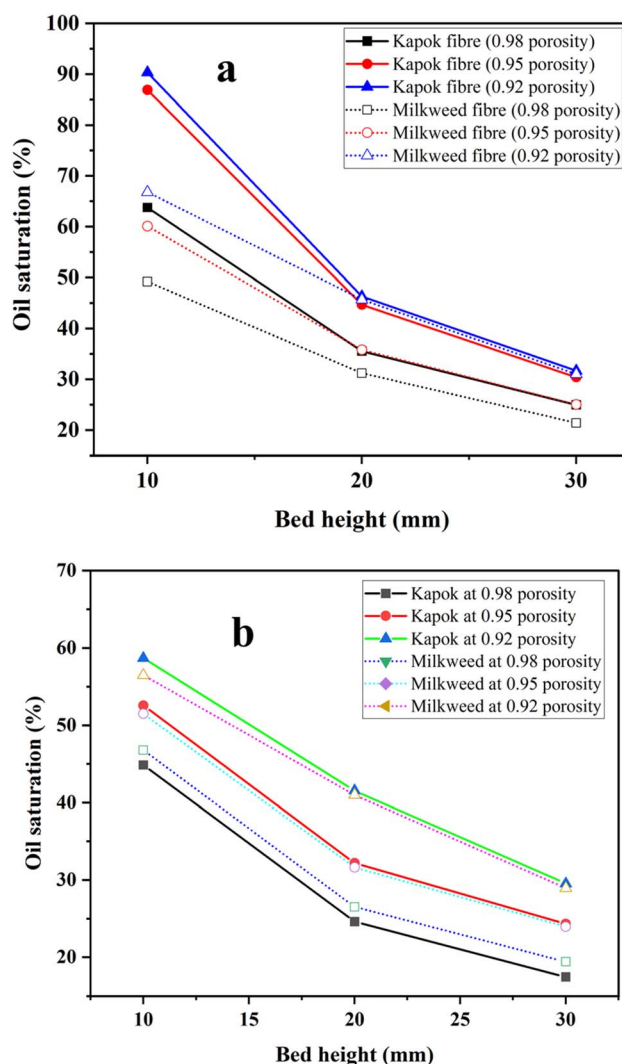 100
90
80
70
60
50
40
30
20
Oil saturation (%)
a
Kapok fibre (0.98 porosity)
Kapok fibre (0.95 porosity)
Kapok fibre (0.92 porosity)
Milkweed fibre (0.98 porosity)
Milkweed fibre (0.95 porosity)
Milkweed fibre (0.92 porosity)
10 20 30
Bed height (mm)
70
60
50
40
30
20
Oil saturation (%)
b
Kapok at 0.98 porosity
Kapok at 0.95 porosity
Kapok at 0.92 porosity
Milkweed at 0.98 porosity
Milkweed at 0.95 porosity
Milkweed at 0.92 porosity
10 15 20 25 30
Bed height (mm)